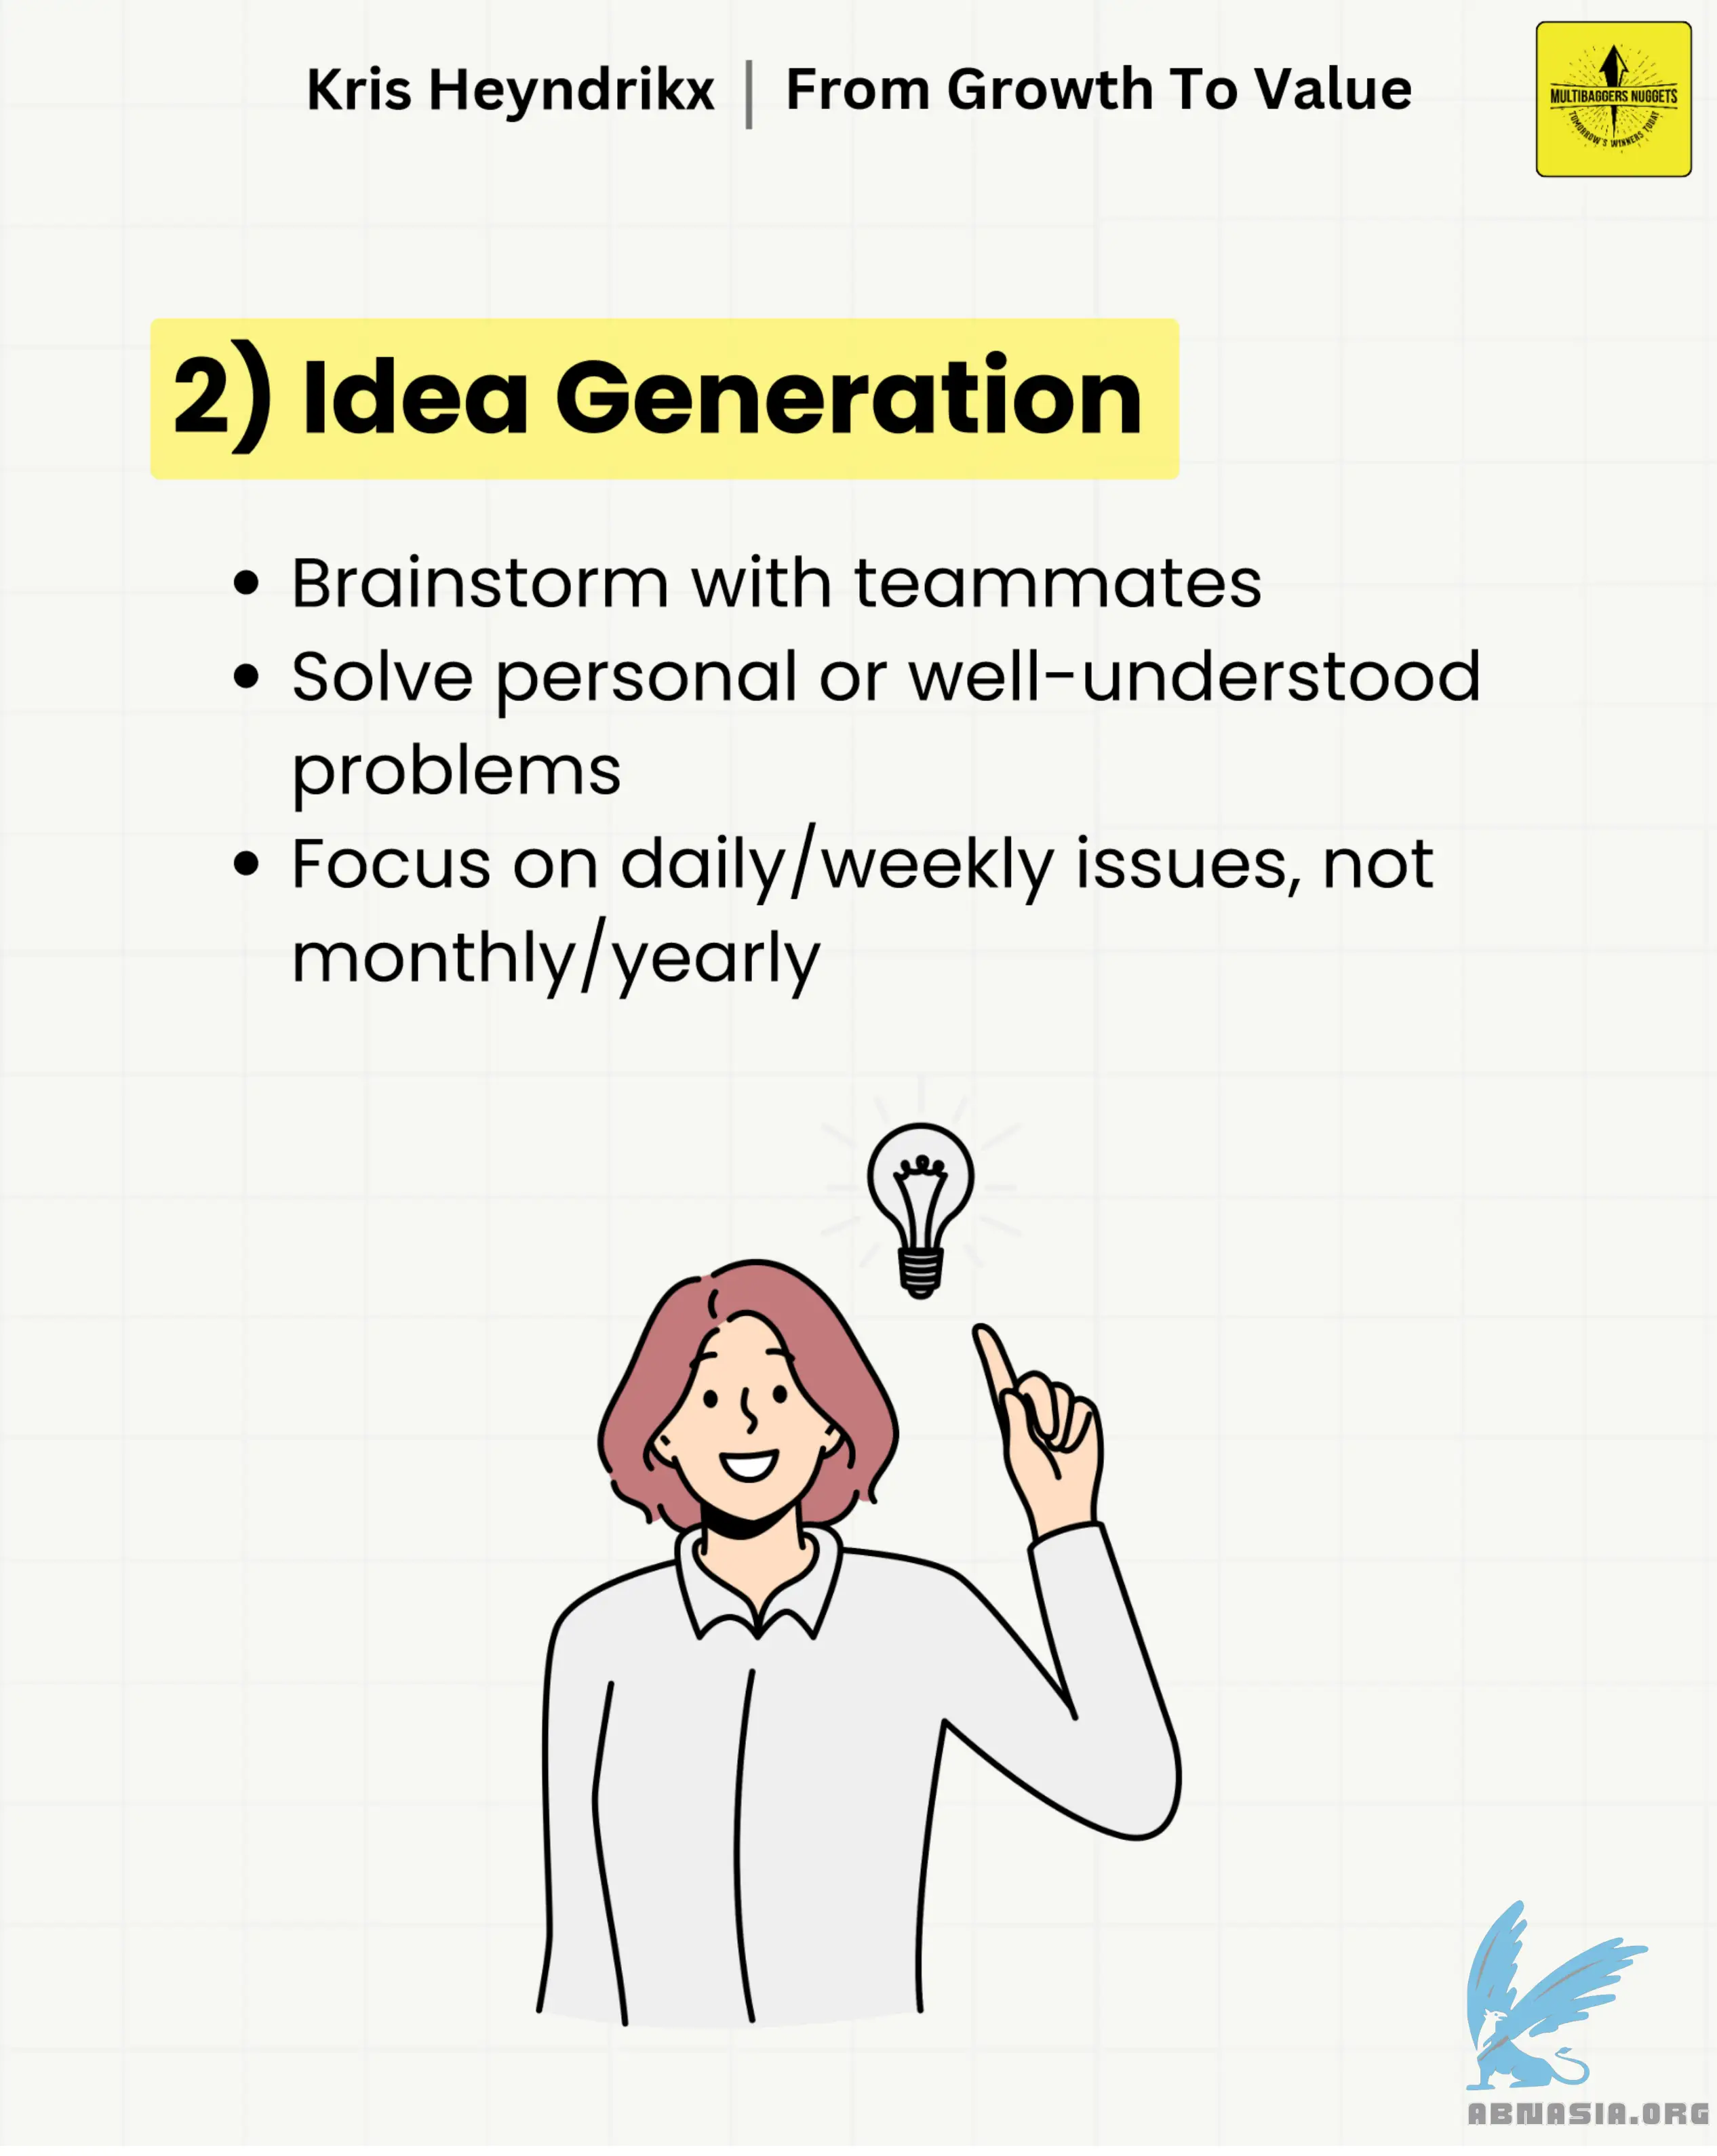 Kris Heyndrikx | From Growth To Value
MULTIBAGGERS NUGGETS
TOMORROW'S WINNERS TODAY
2) Idea Generation
• Brainstorm with teammates
• Solve personal or well-understood
problems
• Focus on daily/weekly issues, not
monthly/yearly
ABNASIA.ORG